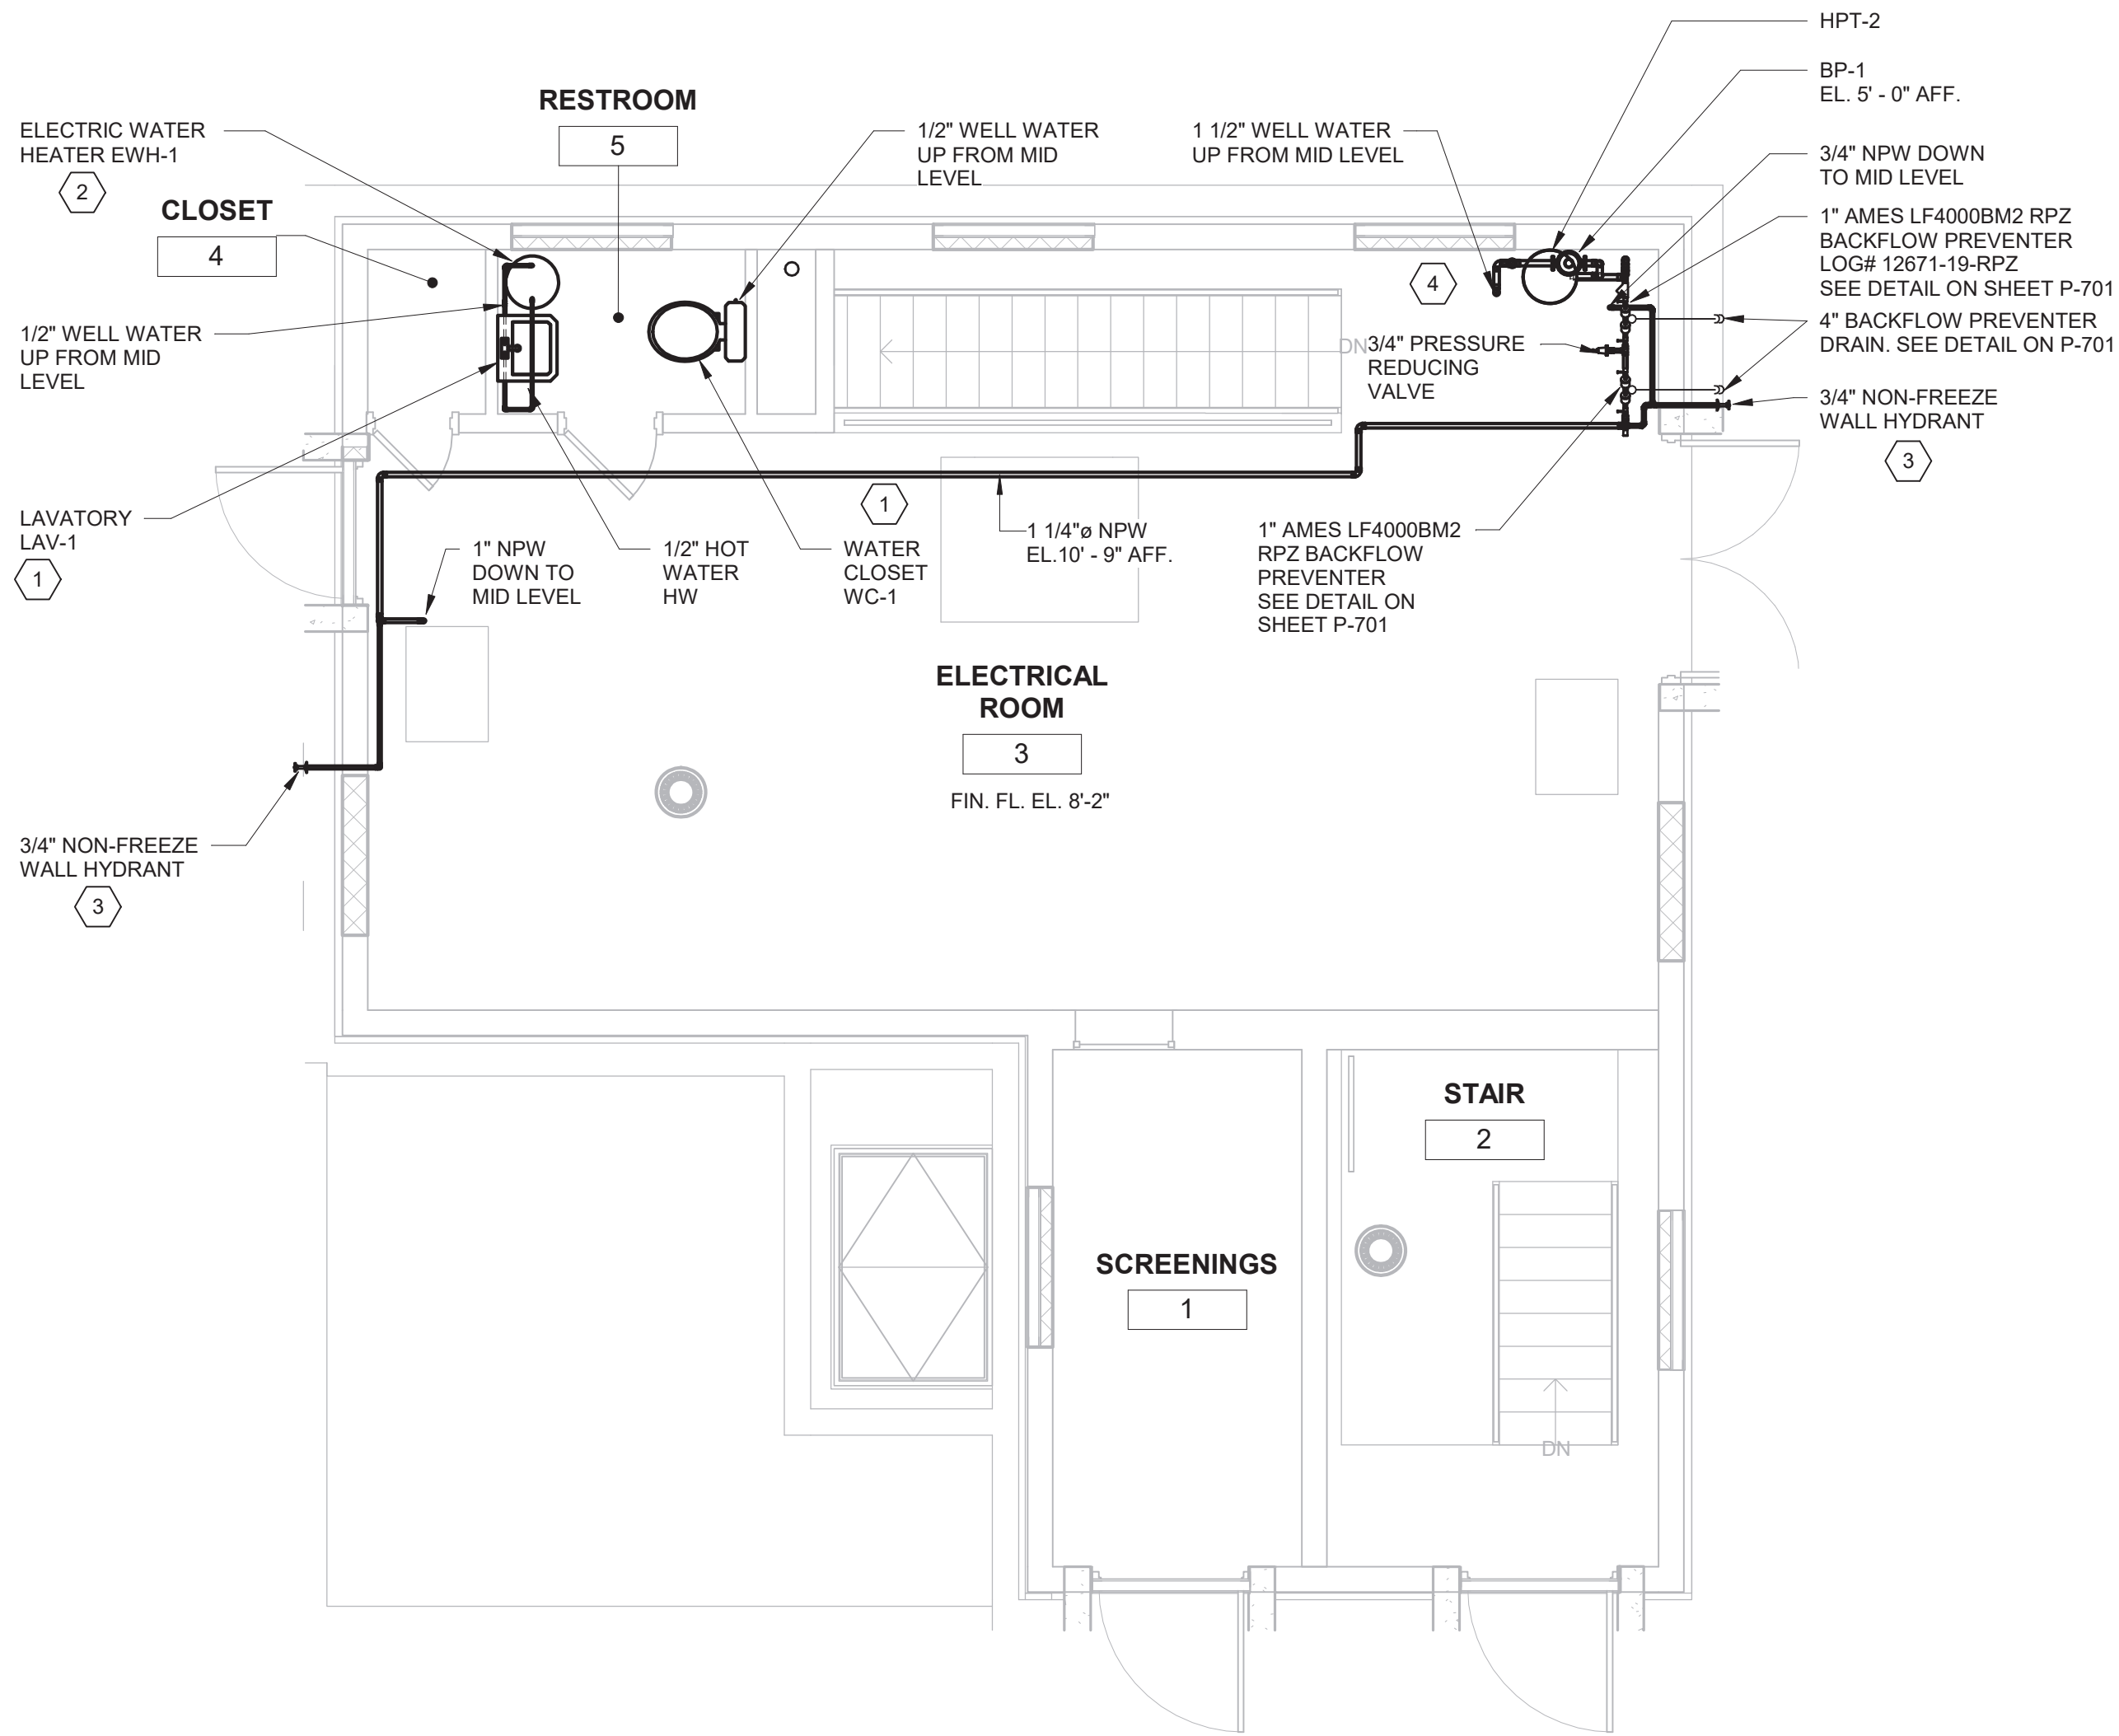 HPT-2
BP-1
EL. 5' - 0" AFF.
RESTROOM
5
ELECTRIC WATER
HEATER EWH-1
2
1/2" WELL WATER
UP FROM MID
LEVEL
1 1/2" WELL WATER
UP FROM MID LEVEL
3/4" NPW DOWN
TO MID LEVEL
CLOSET
4
1" AMES LF4000BM2 RPZ
BACKFLOW PREVENTER
LOG# 12671-19-RPZ
SEE DETAIL ON SHEET P-701
4
1/2" WELL WATER
UP FROM MID
LEVEL
DN
3/4" PRESSURE
REDUCING
VALVE
4" BACKFLOW PREVENTER
DRAIN. SEE DETAIL ON P-701
3/4" NON-FREEZE
WALL HYDRANT
3
LAVATORY
LAV-1
1
1" NPW
DOWN TO
MID LEVEL
1/2" HOT
WATER
HW
WATER
CLOSET
WC-1
1
1 1/4"ø NPW
EL.10' - 9" AFF.
1" AMES LF4000BM2
RPZ BACKFLOW
PREVENTER
SEE DETAIL ON
SHEET P-701
ELECTRICAL
ROOM
3
FIN. FL. EL. 8'-2"
3/4" NON-FREEZE
WALL HYDRANT
3
STAIR
2
DN
SCREENINGS
1